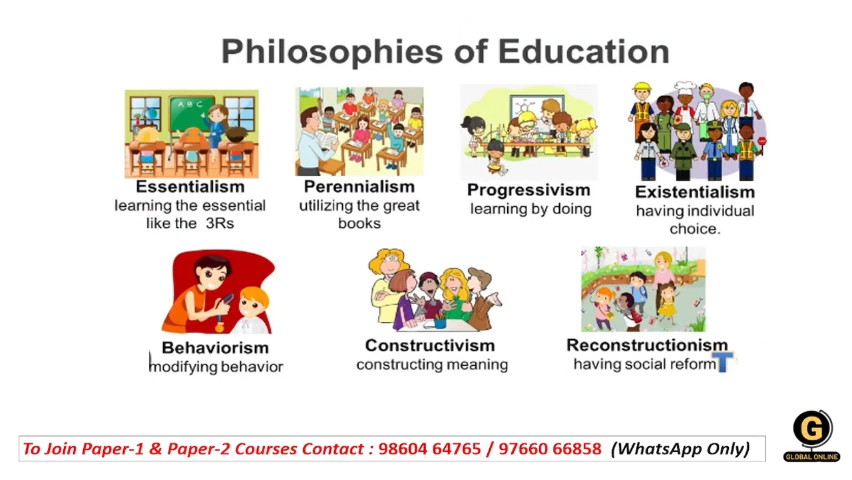 Philosophies of Education
ABC
Essentialism
learning the essential
like the 3Rs
Perennialism
utilizing the great
books
Progressivism
learning by doing
Existentialism
having individual
choice.
Behaviorism
modifying behavior
Constructivism
constructing meaning
Reconstructionism
having social reform
T
To Join Paper-1 & Paper-2 Courses Contact : 98604 64765 / 97660 66858 (WhatsApp Only)
G
GLOBAL ONLINE